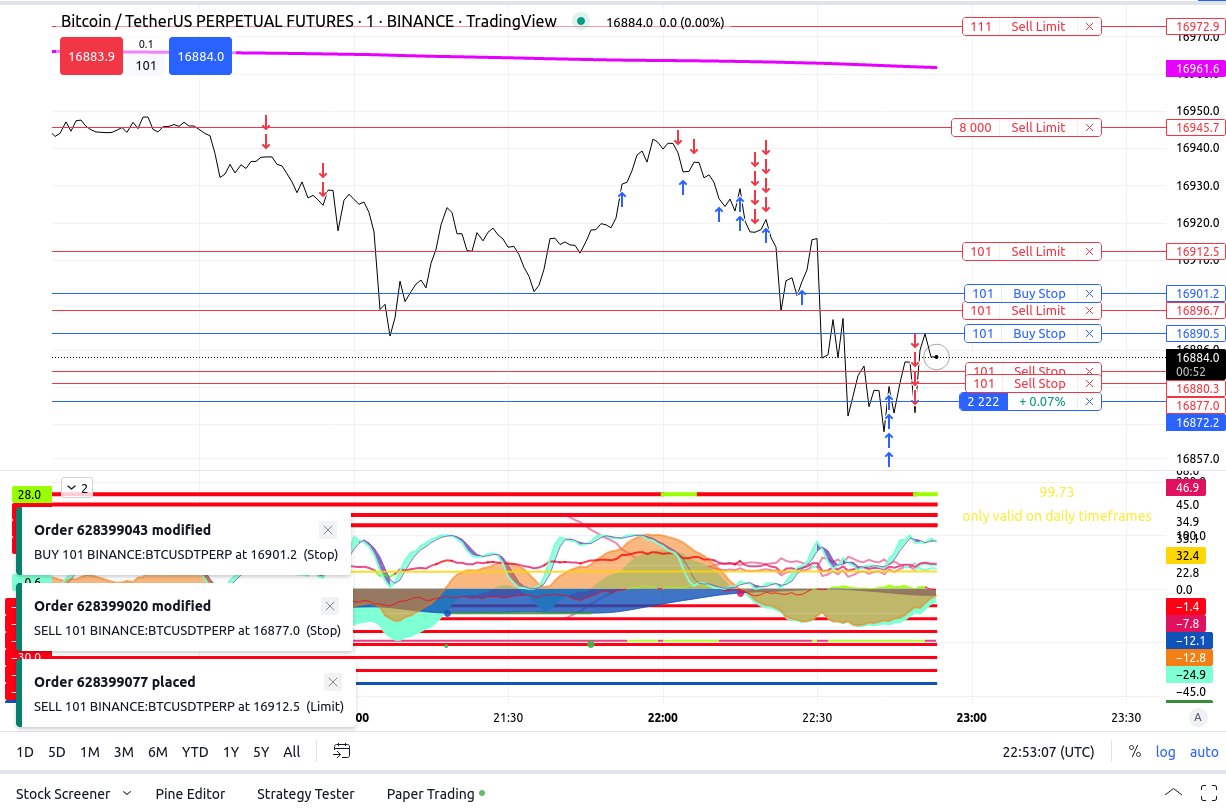 Bitcoin / TetherUS PERPETUAL FUTURES · 1 · BINANCE · TradingView 16884.0 0.0 (0.00%)
16883.9 0.1 101 16884.0
111 Sell Limit 16972.9
16970.0
16961.6
16950.0
8 000 Sell Limit 16945.7
16940.0
16930.0
16920.0
101 Sell Limit 16912.5
16910.0
101 Buy Stop 16901.2
101 Sell Limit 16896.7
101 Buy Stop 16890.5
16884.0
00:52
101 Sell Stop 16880.3
101 Sell Stop 16877.0
2 222 +0.07% 16872.2
16857.0
28.0 2
99.73
only valid on daily timeframes
46.9
45.0
34.9
32.4
22.8
0.0
−1.4
−7.8
−12.1
−12.8
−24.9
−45.0
Order 628399043 modified
BUY 101 BINANCE:BTCUSDTPERP at 16901.2 (Stop)
Order 628399020 modified
SELL 101 BINANCE:BTCUSDTPERP at 16877.0 (Stop)
Order 628399077 placed
SELL 101 BINANCE:BTCUSDTPERP at 16912.5 (Limit)
21:30 22:00 22:30 23:00 23:30 A
1D 5D 1M 3M 6M YTD 1Y 5Y All 22:53:07 (UTC) % log auto
Stock Screener Pine Editor Strategy Tester Paper Trading